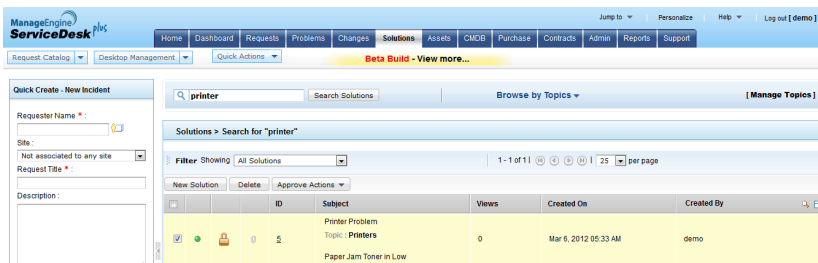 ManageEngine
ServiceDesk Plus
Jump to Personalize Help Log out [ demo ]
Home Dashboard Requests Problems Changes Solutions Assets CMDB Purchase Contracts Admin Reports Support
Request Catalog Desktop Management Quick Actions Beta Build - View more...
Quick Create - New Incident
Requester Name * :
Site :
Not associated to any site
Request Title * :
Description :
printer Search Solutions Browse by Topics [ Manage Topics ]
Solutions > Search for "printer"
Filter Showing All Solutions 1 - 1 of 1 | 25 per page
New Solution Delete Approve Actions
ID Subject Views Created On Created By
Printer Problem
Topic : Printers
5 0 Mar 6, 2012 05:33 AM demo
Paper Jam Toner in Low